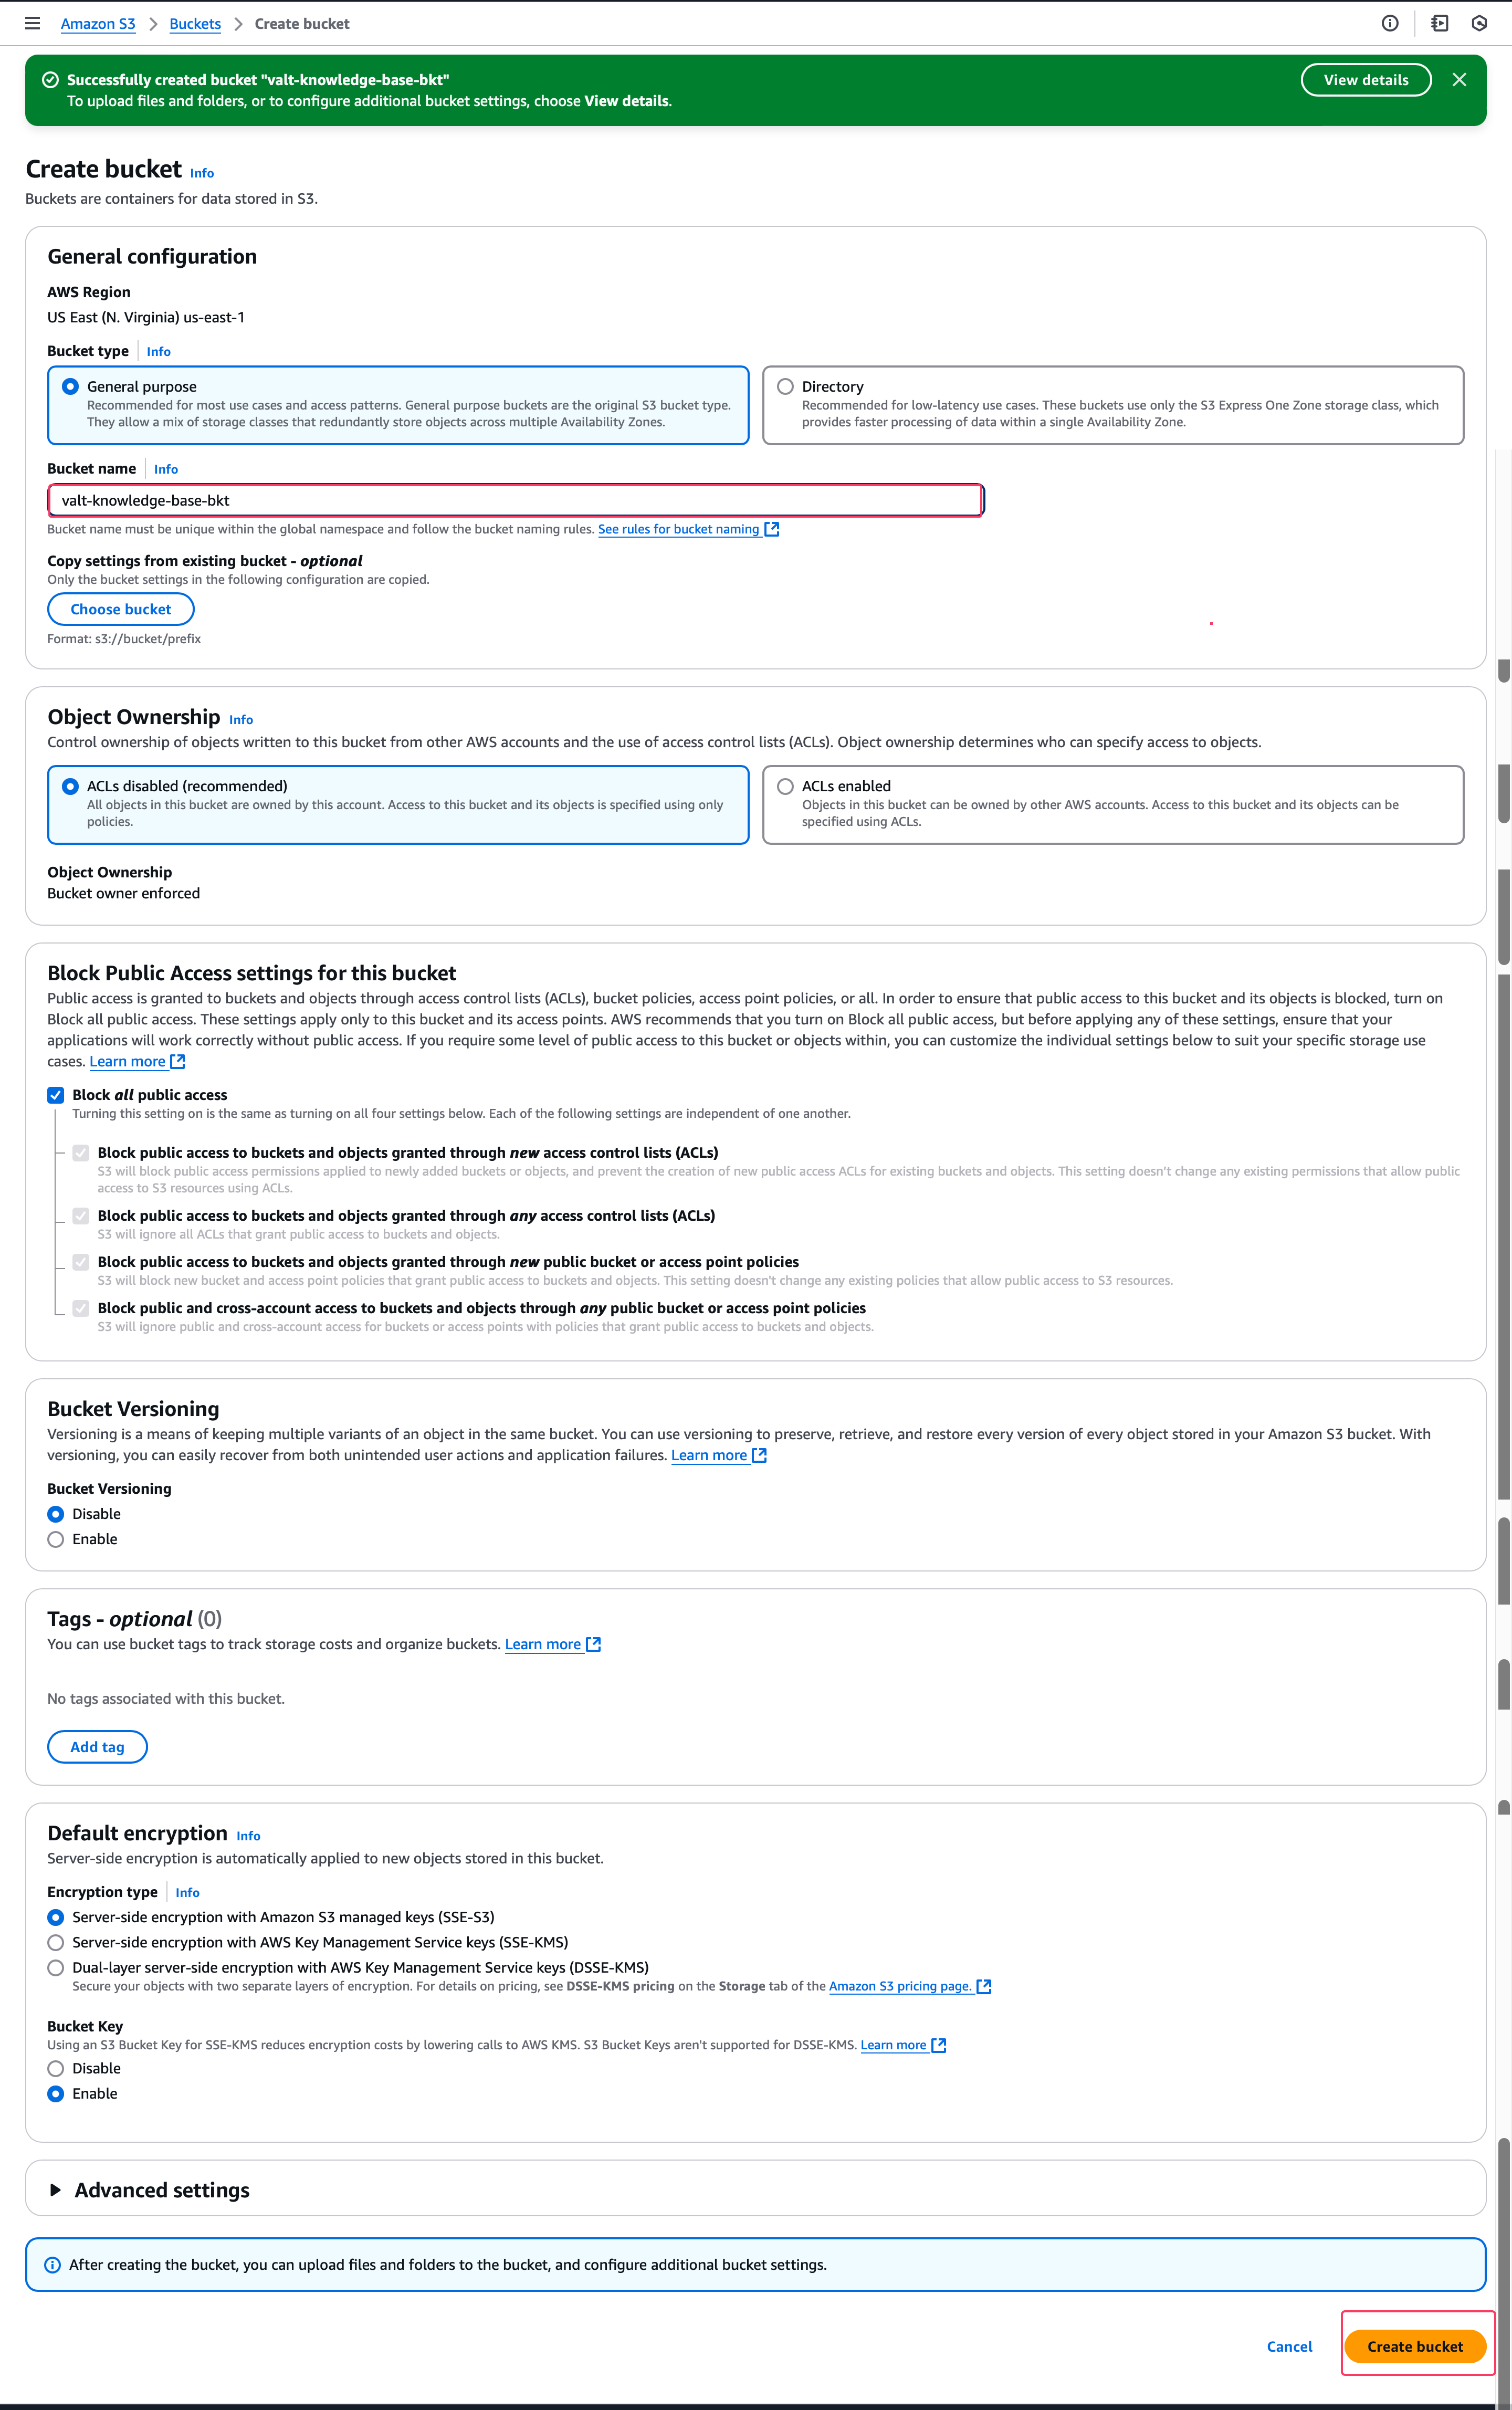 Amazon S3 > Buckets > Create bucket
Successfully created bucket "valt-knowledge-base-bkt"
To upload files and folders, or to configure additional bucket settings, choose View details.
View details
Create bucket Info
Buckets are containers for data stored in S3.
General configuration
AWS Region
US East (N. Virginia) us-east-1
Bucket type Info
General purpose
Recommended for most use cases and access patterns. General purpose buckets are the original S3 bucket type.
They allow a mix of storage classes that redundantly store objects across multiple Availability Zones.
Directory
Recommended for low-latency use cases. These buckets use only the S3 Express One Zone storage class, which
provides faster processing of data within a single Availability Zone.
Bucket name Info
valt-knowledge-base-bkt
Bucket name must be unique within the global namespace and follow the bucket naming rules. See rules for bucket naming
Copy settings from existing bucket - optional
Only the bucket settings in the following configuration are copied.
Choose bucket
Format: s3://bucket/prefix
Object Ownership Info
Control ownership of objects written to this bucket from other AWS accounts and the use of access control lists (ACLs). Object ownership determines who can specify access to objects.
ACLs disabled (recommended)
All objects in this bucket are owned by this account. Access to this bucket and its objects is specified using only
policies.
ACLs enabled
Objects in this bucket can be owned by other AWS accounts. Access to this bucket and its objects can be
specified using ACLs.
Object Ownership
Bucket owner enforced
Block Public Access settings for this bucket
Public access is granted to buckets and objects through access control lists (ACLs), bucket policies, access point policies, or all. In order to ensure that public access to this bucket and its objects is blocked, turn on
Block all public access. These settings apply only to this bucket and its access points. AWS recommends that you turn on Block all public access, but before applying any of these settings, ensure that your
applications will work correctly without public access. If you require some level of public access to this bucket or objects within, you can customize the individual settings below to suit your specific storage use
cases. Learn more
Block all public access
Turning this setting on is the same as turning on all four settings below. Each of the following settings are independent of one another.
Block public access to buckets and objects granted through new access control lists (ACLs)
S3 will block public access permissions applied to newly added buckets or objects, and prevent the creation of new public access ACLs for existing buckets and objects. This setting doesn't change any existing permissions that allow public
access to S3 resources using ACLs.
Block public access to buckets and objects granted through any access control lists (ACLs)
S3 will ignore all ACLs that grant public access to buckets and objects.
Block public access to buckets and objects granted through new public bucket or access point policies
S3 will block new bucket and access point policies that grant public access to buckets and objects. This setting doesn't change any existing policies that allow public access to S3 resources.
Block public and cross-account access to buckets and objects through any public bucket or access point policies
S3 will ignore public and cross-account access for buckets or access points with policies that grant public access to buckets and objects.
Bucket Versioning
Versioning is a means of keeping multiple variants of an object in the same bucket. You can use versioning to preserve, retrieve, and restore every version of every object stored in your Amazon S3 bucket. With
versioning, you can easily recover from both unintended user actions and application failures. Learn more
Bucket Versioning
Disable
Enable
Tags - optional (0)
You can use bucket tags to track storage costs and organize buckets. Learn more
No tags associated with this bucket.
Add tag
Default encryption Info
Server-side encryption is automatically applied to new objects stored in this bucket.
Encryption type Info
Server-side encryption with Amazon S3 managed keys (SSE-S3)
Server-side encryption with AWS Key Management Service keys (SSE-KMS)
Dual-layer server-side encryption with AWS Key Management Service keys (DSSE-KMS)
Secure your objects with two separate layers of encryption. For details on pricing, see DSSE-KMS pricing on the Storage tab of the Amazon S3 pricing page.
Bucket Key
Using an S3 Bucket Key for SSE-KMS reduces encryption costs by lowering calls to AWS KMS. S3 Bucket Keys aren't supported for DSSE-KMS. Learn more
Disable
Enable
Advanced settings
After creating the bucket, you can upload files and folders to the bucket, and configure additional bucket settings.
Cancel
Create bucket